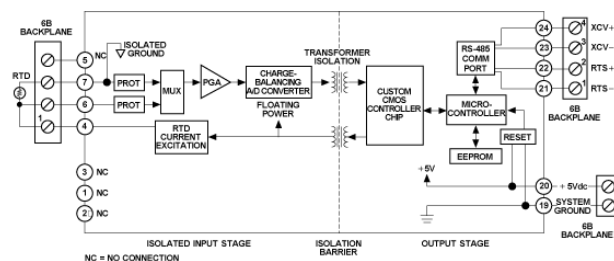 6B
BACKPLANE
RTD
1
5
NC
ISOLATED
GROUND
7
PROT
6
PROT
4
MUX
PGA
CHARGE-
BALANCING
A/D CONVERTER
FLOATING
POWER
RTD
CURRENT
EXCITATION
TRANSFORMER
ISOLATION
CUSTOM
CMOS
CONTROLLER
CHIP
RS-485
COMM
PORT
MICRO-
CONTROLLER
RESET
EEPROM
24
23
22
21
4
3
2
1
XCV+
XCV−
RTS+
RTS−
6B
BACKPLANE
3
NC
1
NC
2
NC
+5V
20
+ 5Vdc
19
SYSTEM
GROUND
6B
BACKPLANE
ISOLATED INPUT STAGE
ISOLATION
BARRIER
OUTPUT STAGE
NC = NO CONNECTION